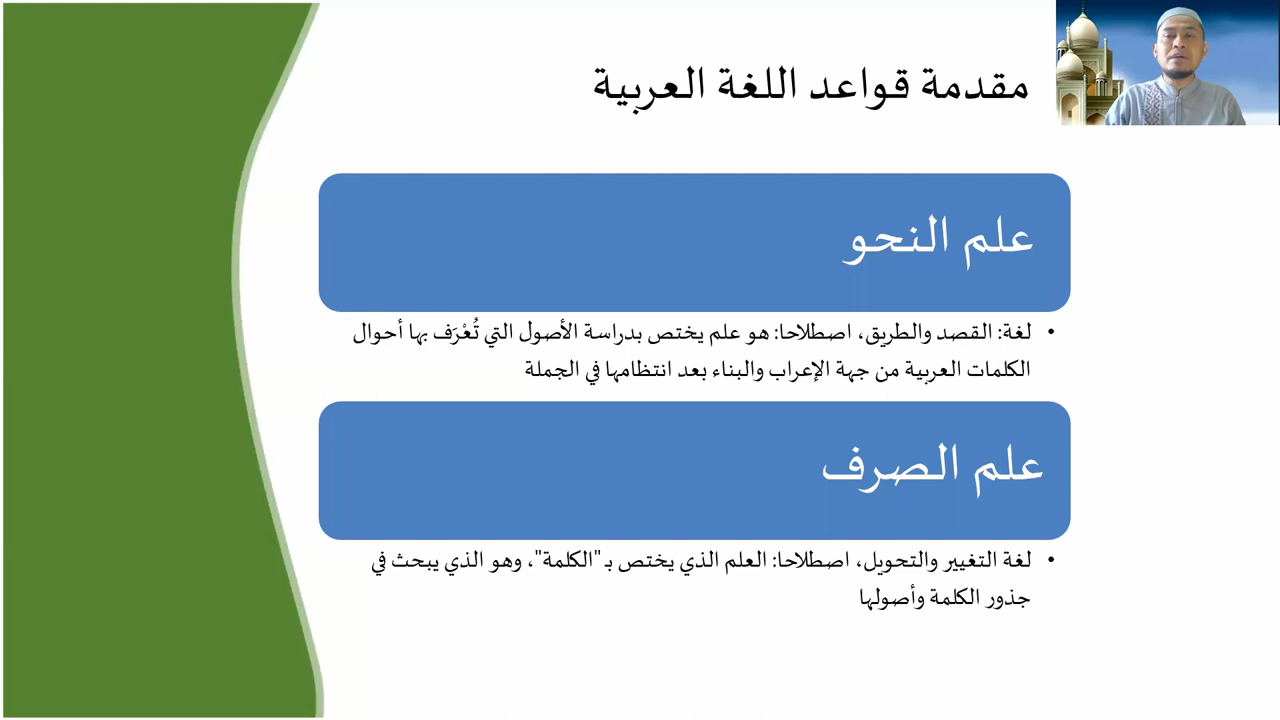 مقدمة قواعد اللغة العربية
علم النحو
• لغة: القصد والطريق، اصطلاحا: هو علم يختص بدراسة الأصول التي تُعْرَف بها أحوال
الكلمات العربية من جهة الإعراب والبناء بعد انتظامها في الجملة
علم الصرف
• لغة التغيير والتحويل، اصطلاحا: العلم الذي يختص بـ "الكلمة"، وهو الذي يبحث في
جذور الكلمة وأصولها